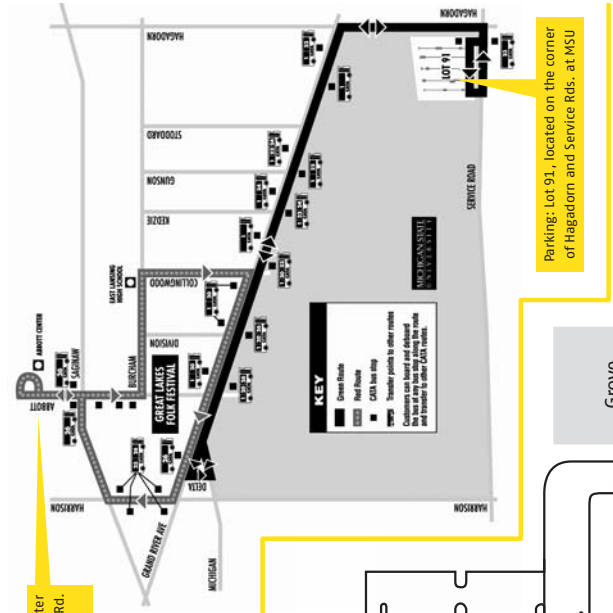 HAGADORN
HAGADORN
LOT 91
STODDARD
GUNSON
KEDZIE
SERVICE ROAD
Parking: Lot 91, located on the corner
of Hagadorn and Service Rds. at MSU
EAST LANSING
HIGH SCHOOL
COLLINGWOOD
MICHIGAN STATE
UNIVERSITY
ABBOTT CENTER
SAGINAW
BURCHAM
DIVISION
ABBOTT
GREAT LAKES
FOLK FESTIVAL
KEY
Green Route
Red Route
CATA bus stop
Transfer points to other routes
Customers can board and deboard
the bus at any bus stop along the route
and transfer to other CATA routes.
DELTA
HARRISON
HARRISON
GRAND RIVER AVE
MICHIGAN
Grove
ter
Rd.